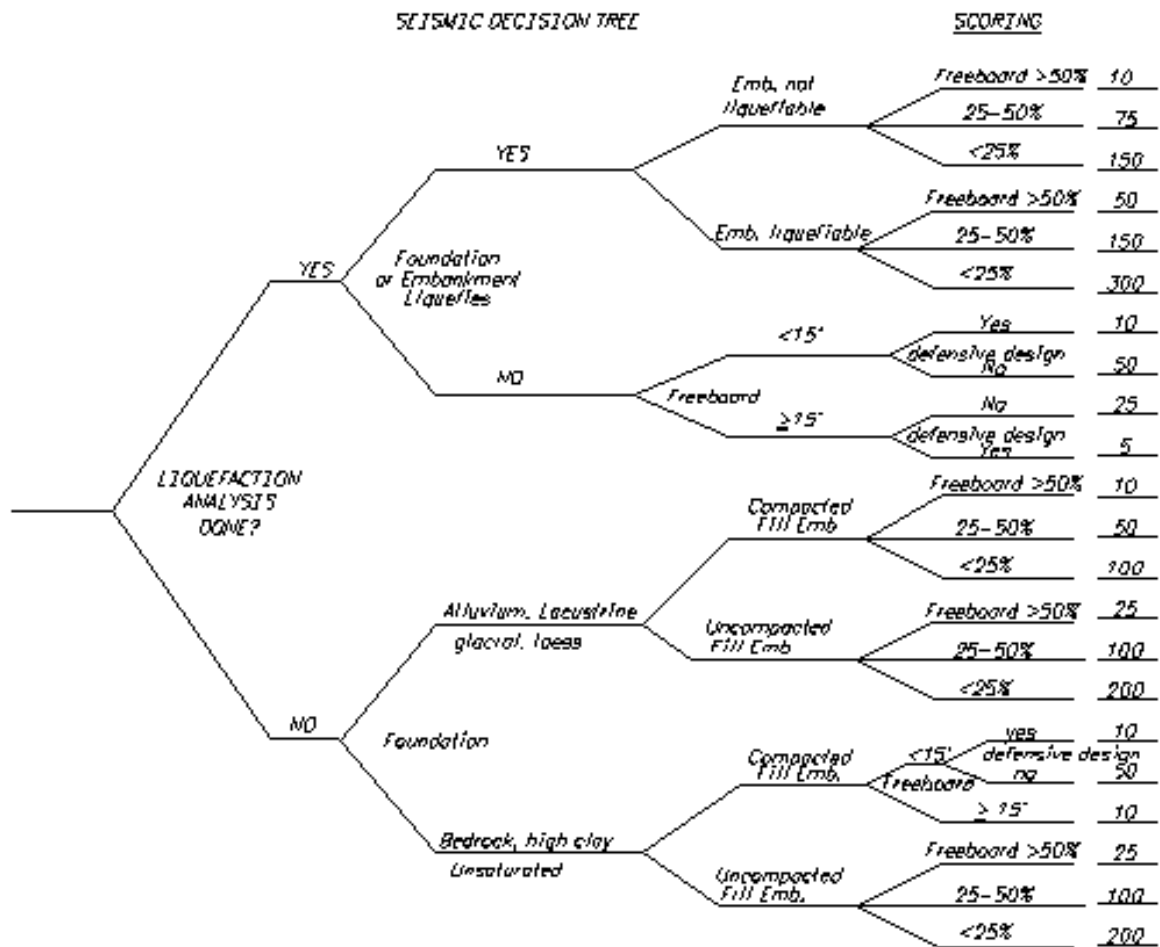 SEISMIC DECISION TREE
SCORING
Emb. not
liquefiable
Freeboard >50% 10
25-50% 75
<25% 150
YES
Emb. liquefiable
Freeboard >50% 50
25-50% 150
<25% 300
YES
Foundation
or Embankment
Liquefies
NO
Freeboard
<15'
Yes 10
defensive design
No 50
≥15'
No 25
defensive design
Yes 5
LIQUEFACTION
ANALYSIS
DONE?
Compacted
Fill Emb
Freeboard >50% 10
25-50% 50
<25% 100
Alluvium, Lacustrine
glacial, loess
Uncompacted
Fill Emb
Freeboard >50% 25
25-50% 100
<25% 200
NO
Foundation
Compacted
Fill Emb.
<15'
Freeboard
yes 10
defensive design
no 50
≥ 15' 10
Bedrock, high clay
Unsaturated
Uncompacted
Fill Emb.
Freeboard >50% 25
25-50% 100
<25% 200